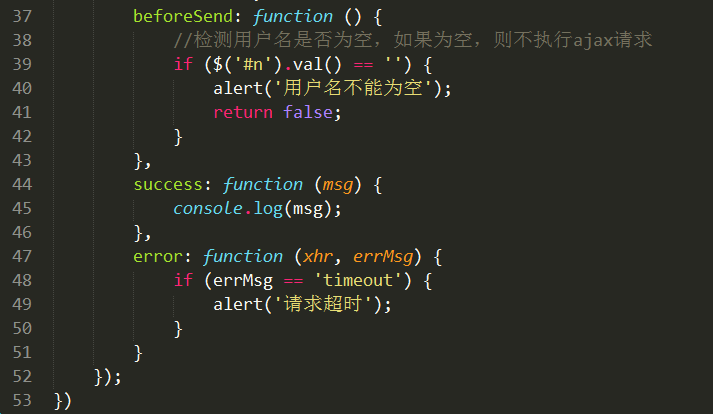 37 beforeSend: function () {
38 //检测用户名是否为空，如果为空，则不执行ajax请求
39 if ($('#n').val() == '') {
40 alert('用户名不能为空');
41 return false;
42 }
43 },
44 success: function (msg) {
45 console.log(msg);
46 },
47 error: function (xhr, errMsg) {
48 if (errMsg == 'timeout') {
49 alert('请求超时');
50 }
51 }
52 });
53 })